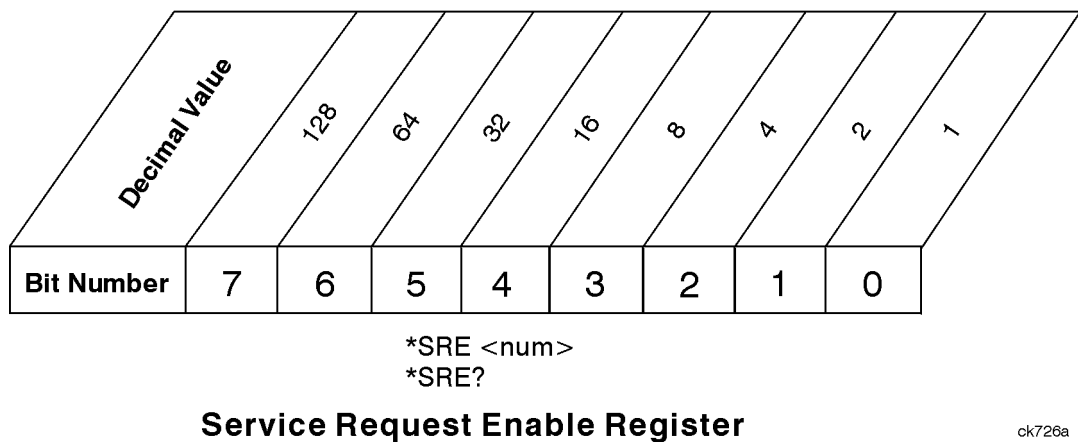 Decimal Value 128 64 32 16 8 4 2 1
Bit Number 7 6 5 4 3 2 1 0
*SRE <num>
*SRE?
Service Request Enable Register
ck726a